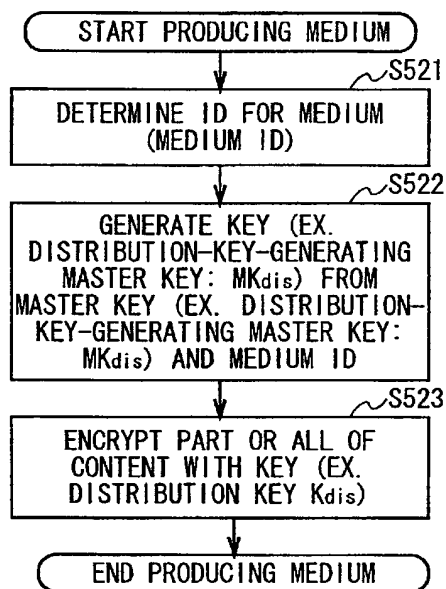 START PRODUCING MEDIUM
S521
DETERMINE ID FOR MEDIUM
(MEDIUM ID)
S522
GENERATE KEY (EX.
DISTRIBUTION-KEY-GENERATING
MASTER KEY: MKdis) FROM
MASTER KEY (EX. DISTRIBUTION-
KEY-GENERATING MASTER KEY:
MKdis) AND MEDIUM ID
S523
ENCRYPT PART OR ALL OF
CONTENT WITH KEY (EX.
DISTRIBUTION KEY Kdis)
END PRODUCING MEDIUM